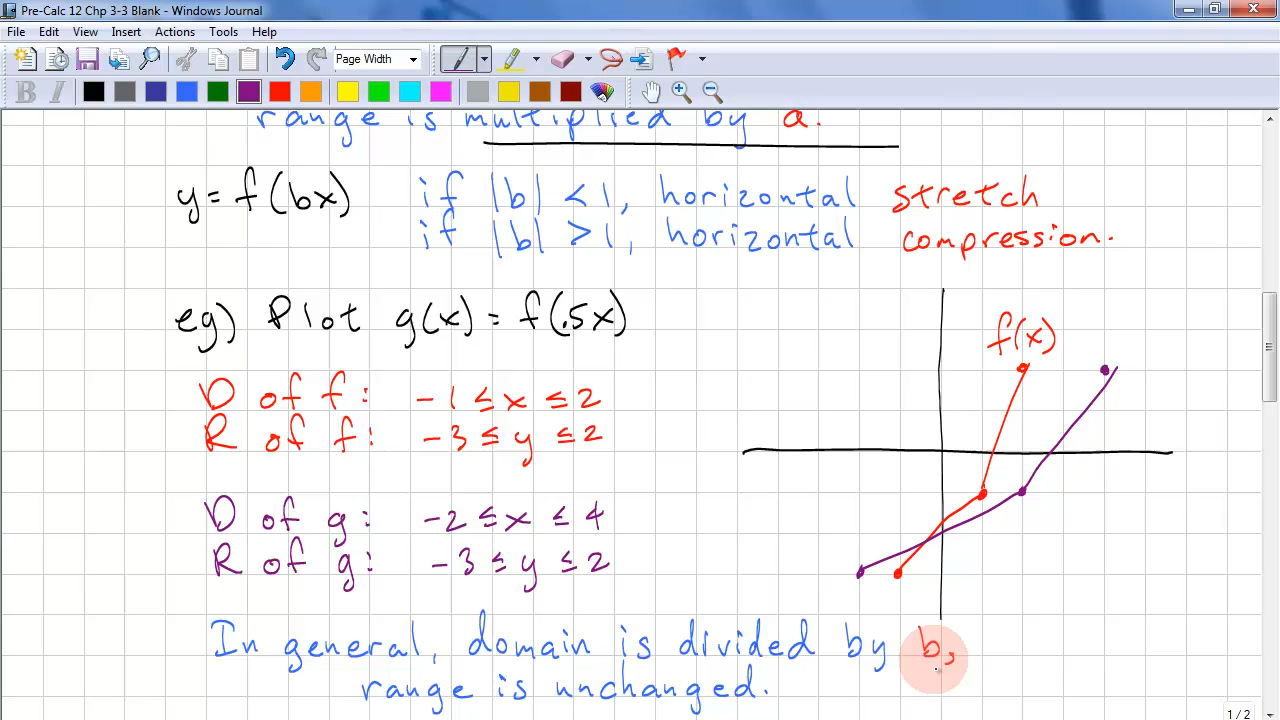 Pre-Calc 12 Chp 3-3 Blank - Windows Journal
File Edit View Insert Actions Tools Help
Page Width
B I
range is multiplied by a.
y = f(bx) if |b| < 1, horizontal stretch
if |b| > 1, horizontal compression.
eg) Plot g(x) = f(.5x)
f(x)
D of f: -1 ≤ x ≤ 2
R of f: -3 ≤ y ≤ 2
D of g: -2 ≤ x ≤ 4
R of g: -3 ≤ y ≤ 2
In general, domain is divided by b,
range is unchanged.
1 / 2